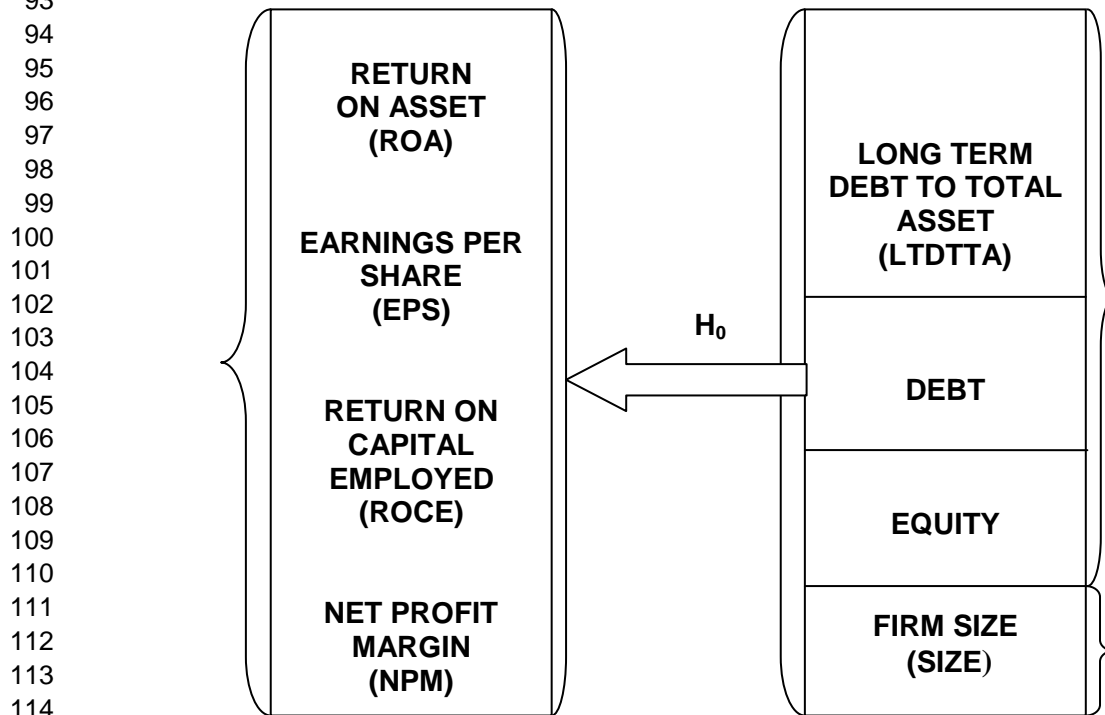 93
94
95
96
97
98
99
100
101
102
103
104
105
106
107
108
109
110
111
112
113
114
RETURN
ON ASSET
(ROA)
EARNINGS PER
SHARE
(EPS)
RETURN ON
CAPITAL
EMPLOYED
(ROCE)
NET PROFIT
MARGIN
(NPM)
H₀
LONG TERM
DEBT TO TOTAL
ASSET
(LTDTTA)
DEBT
EQUITY
FIRM SIZE
(SIZE)